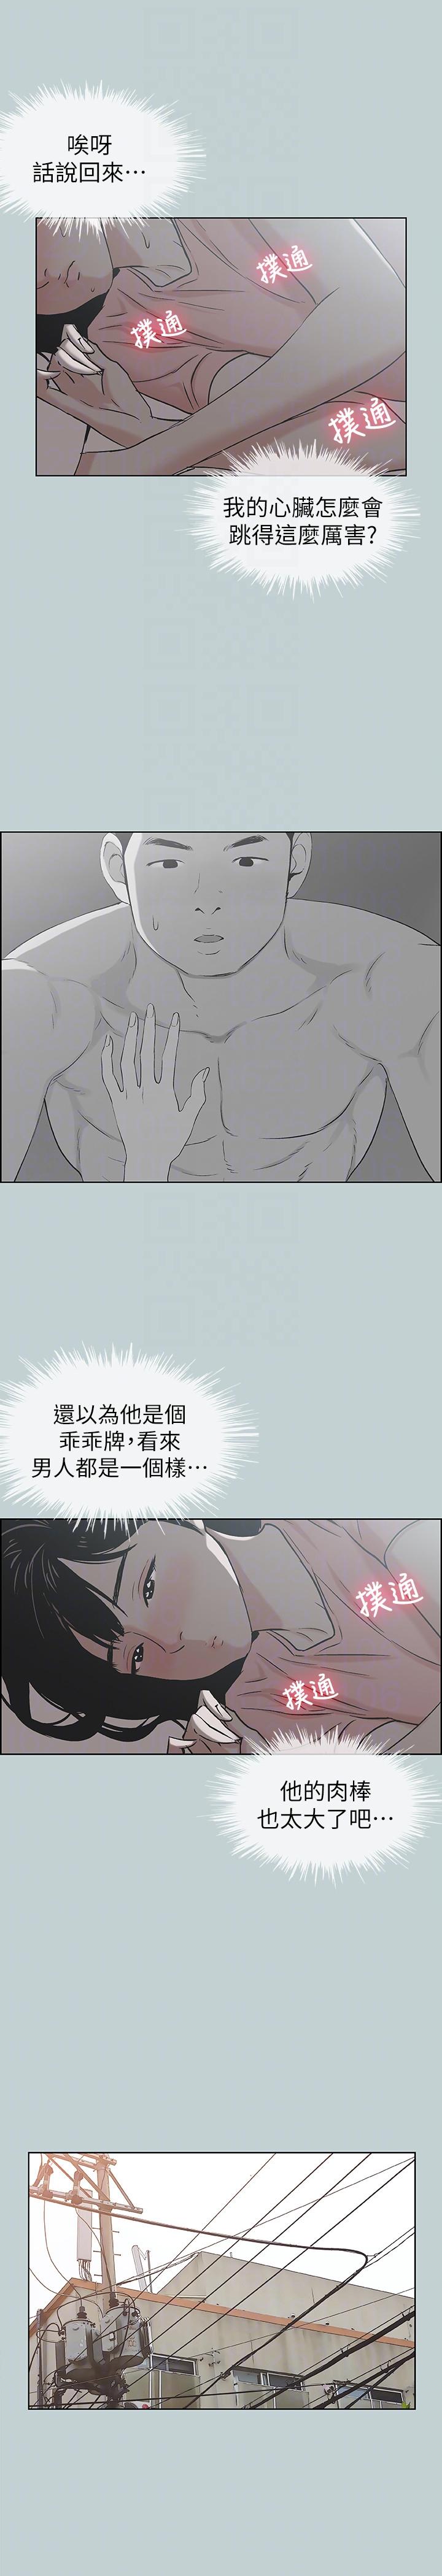 唉呀
話說回來⋯
撲通
撲通
撲通
我的心臟怎麼會
跳得這麼厲害?
還以為他是個
乖乖牌,看來
男人都是一個樣⋯
撲通
撲通
他的肉棒
也太大了吧⋯